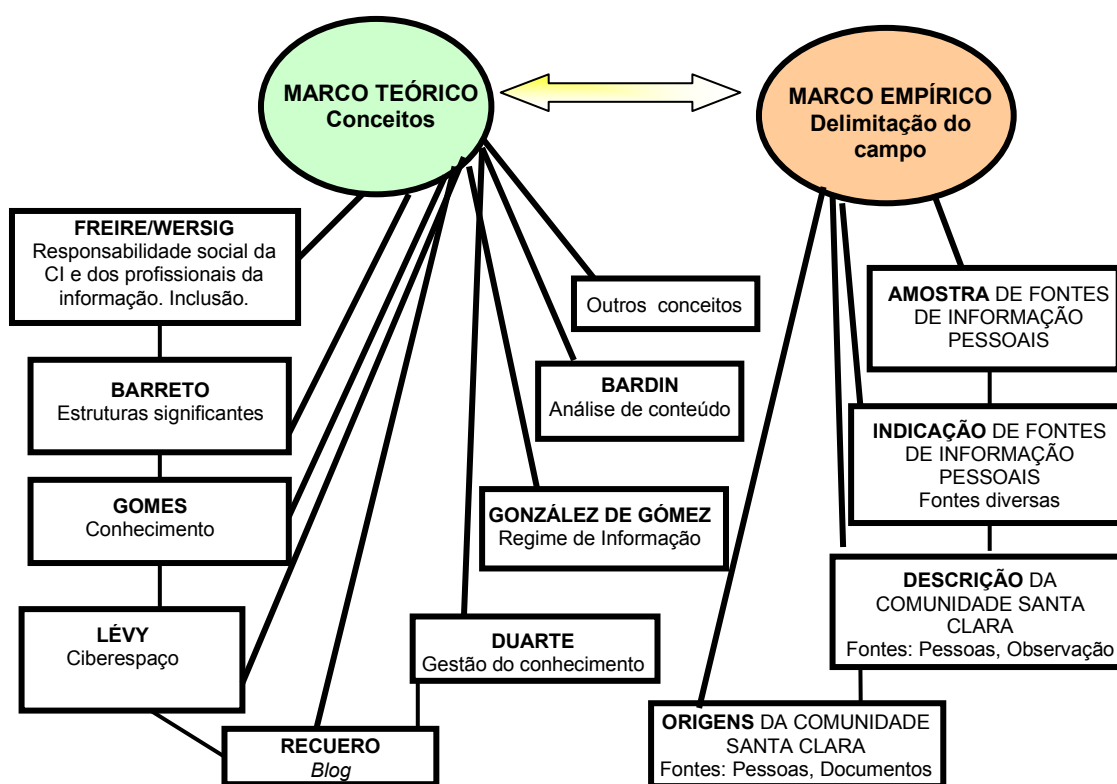 MARCO TEÓRICO
Conceitos
MARCO EMPÍRICO
Delimitação do
campo
FREIRE/WERSIG
Responsabilidade social da
CI e dos profissionais da
informação. Inclusão.
BARRETO
Estruturas significantes
GOMES
Conhecimento
LÉVY
Ciberespaço
RECUERO
Blog
DUARTE
Gestão do conhecimento
GONZÁLEZ DE GÓMEZ
Regime de Informação
BARDIN
Análise de conteúdo
Outros conceitos
AMOSTRA DE FONTES
DE INFORMAÇÃO
PESSOAIS
INDICAÇÃO DE FONTES
DE INFORMAÇÃO
PESSOAIS
Fontes diversas
DESCRIÇÃO DA
COMUNIDADE SANTA
CLARA
Fontes: Pessoas, Observação
ORIGENS DA COMUNIDADE
SANTA CLARA
Fontes: Pessoas, Documentos